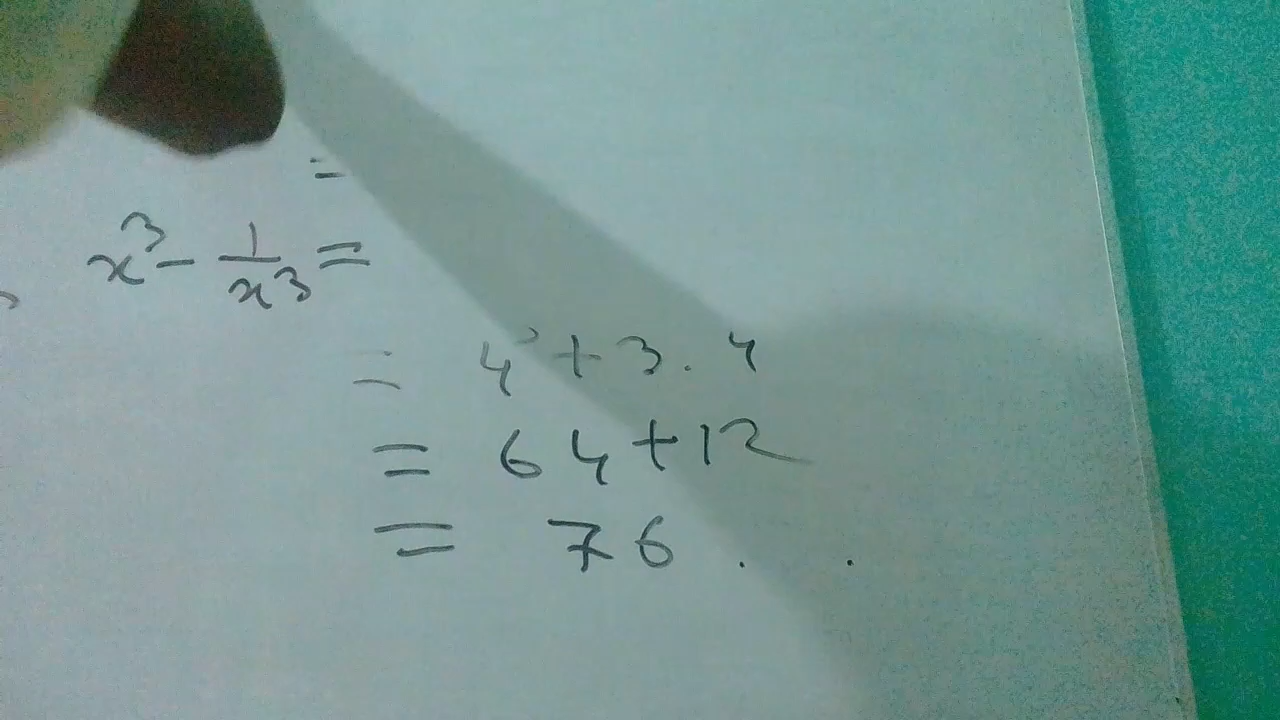 =
x³ - 1/x³ =
= 4³ + 3 . 4
= 64 + 12
= 76 .